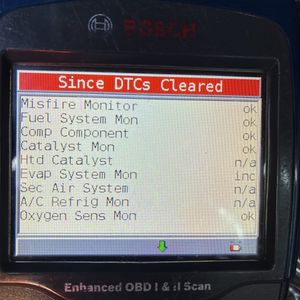 BOSCH
Since DTCs Cleared
Misfire Monitor ok
Fuel System Mon ok
Comp Component ok
Catalyst Mon ok
Htd Catalyst n/a
Evap System Mon inc
Sec Air System n/a
A/C Refrig Mon n/a
Oxygen Sens Mon ok
Enhanced OBD I & II Scan